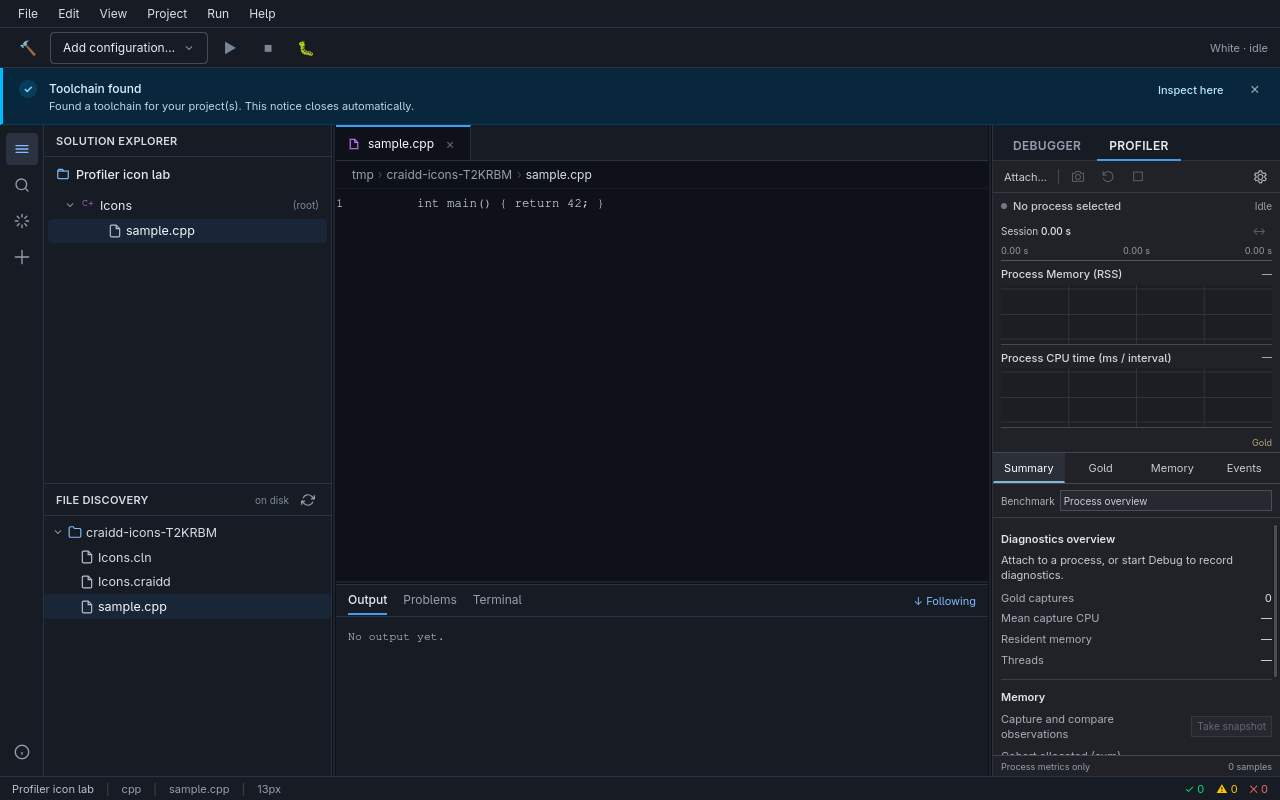 File Edit View Project Run Help
Add configuration...
White · idle
Toolchain found
Found a toolchain for your project(s). This notice closes automatically.
Inspect here
SOLUTION EXPLORER
Profiler icon lab
C+ Icons (root)
sample.cpp
FILE DISCOVERY on disk
craidd-icons-T2KRBM
Icons.cln
Icons.craidd
sample.cpp
sample.cpp ×
tmp › craidd-icons-T2KRBM › sample.cpp
1 int main() { return 42; }
Output Problems Terminal
↓ Following
No output yet.
DEBUGGER PROFILER
Attach...
No process selected Idle
Session 0.00 s
0.00 s 0.00 s 0.00 s
Process Memory (RSS) —
Process CPU time (ms / interval) —
Gold
Summary Gold Memory Events
Benchmark Process overview
Diagnostics overview
Attach to a process, or start Debug to record
diagnostics.
Gold captures 0
Mean capture CPU —
Resident memory —
Threads —
Memory
Capture and compare
observations
Take snapshot
Process metrics only 0 samples
Profiler icon lab cpp sample.cpp 13px
0 0 0